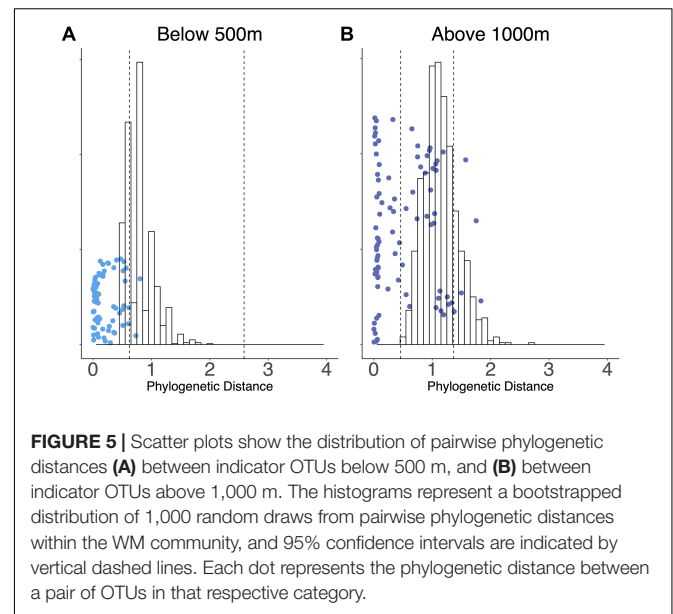 A Below 500m B Above 1000m
0 1 2 3 4 0 1 2 3 4
Phylogenetic Distance Phylogenetic Distance
FIGURE 5 | Scatter plots show the distribution of pairwise phylogenetic
distances (A) between indicator OTUs below 500 m, and (B) between
indicator OTUs above 1,000 m. The histograms represent a bootstrapped
distribution of 1,000 random draws from pairwise phylogenetic distances
within the WM community, and 95% confidence intervals are indicated by
vertical dashed lines. Each dot represents the phylogenetic distance between
a pair of OTUs in that respective category.